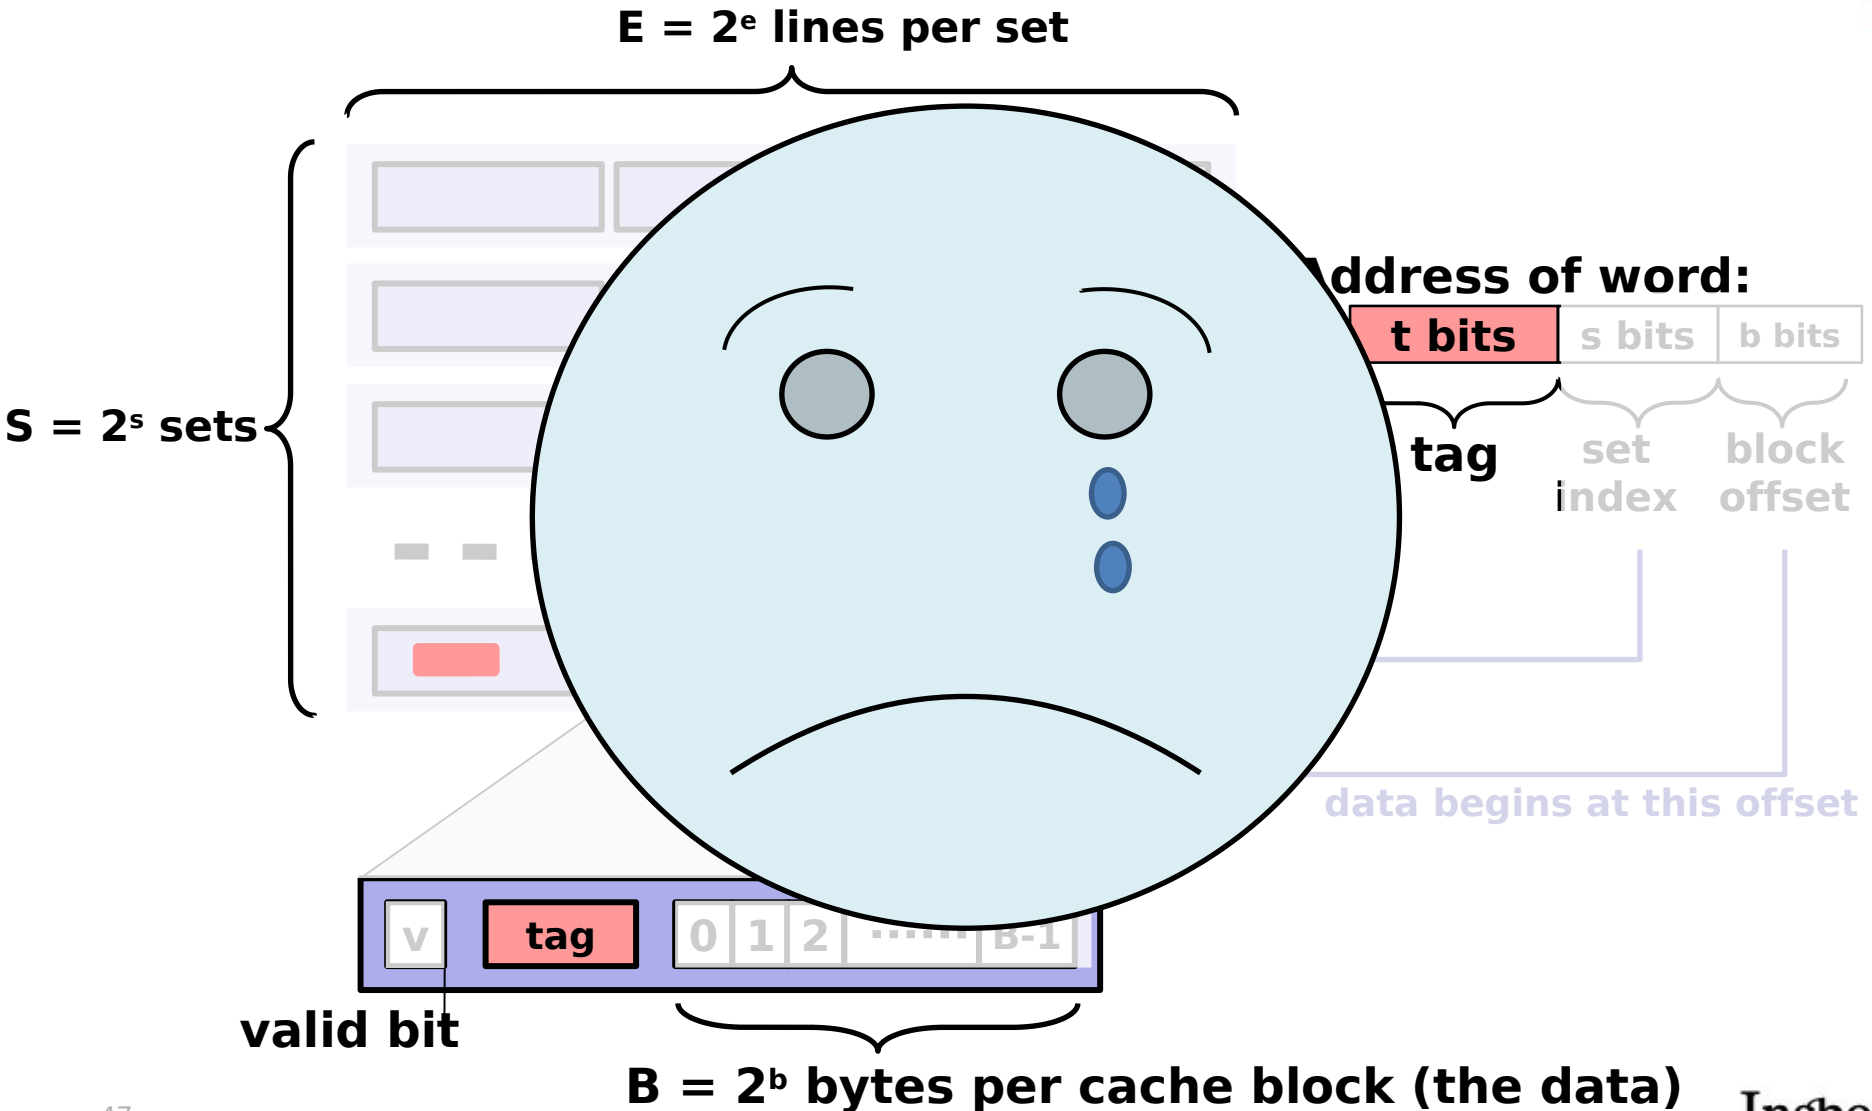 E = 2ᵉ lines per set
ddress of word:
t bits s bits b bits
S = 2ˢ sets
tag
set index
block offset
data begins at this offset
v tag 0 1 2 ······ B-1
valid bit
B = 2ᵇ bytes per cache block (the data)